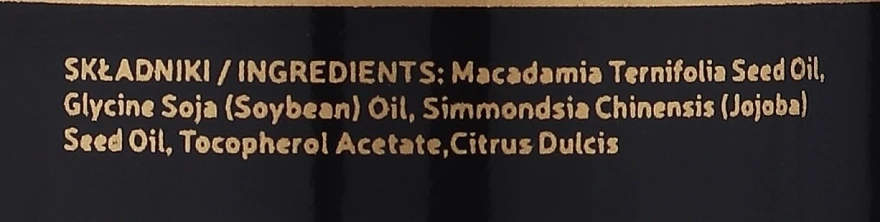 SKŁADNIKI / INGREDIENTS: Macadamia Ternifolia Seed Oil,
Glycine Soja (Soybean) Oil, Simmondsia Chinensis (Jojoba)
Seed Oil, Tocopherol Acetate,Citrus Dulcis